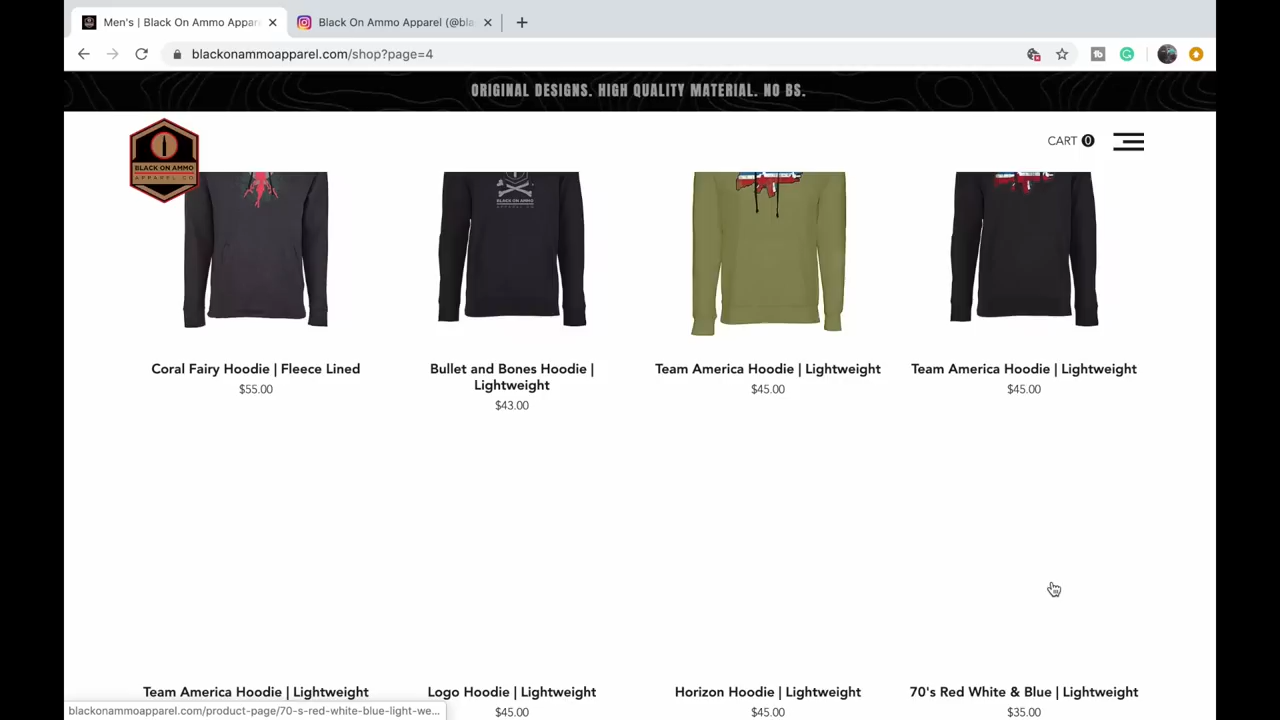 Men's | Black On Ammo Appar
Black On Ammo Apparel (@bla
blackonammoapparel.com/shop?page=4
ORIGINAL DESIGNS. HIGH QUALITY MATERIAL. NO BS.
BLACK ON AMMO
APPAREL CO
CART 0
BLACK ON AMMO
Coral Fairy Hoodie | Fleece Lined
$55.00
Bullet and Bones Hoodie |
Lightweight
$43.00
Team America Hoodie | Lightweight
$45.00
Team America Hoodie | Lightweight
$45.00
Team America Hoodie | Lightweight
Logo Hoodie | Lightweight
$45.00
Horizon Hoodie | Lightweight
$45.00
70's Red White & Blue | Lightweight
$35.00
blackonammoapparel.com/product-page/70-s-red-white-blue-light-we...